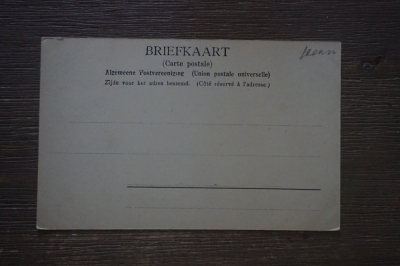 BRIEFKAART
(Carte postale)
Algemeene Postvereeniging (Union postale universelle)
Zijde voor het adres bestemd. (Côté réservé à l'adresse.)